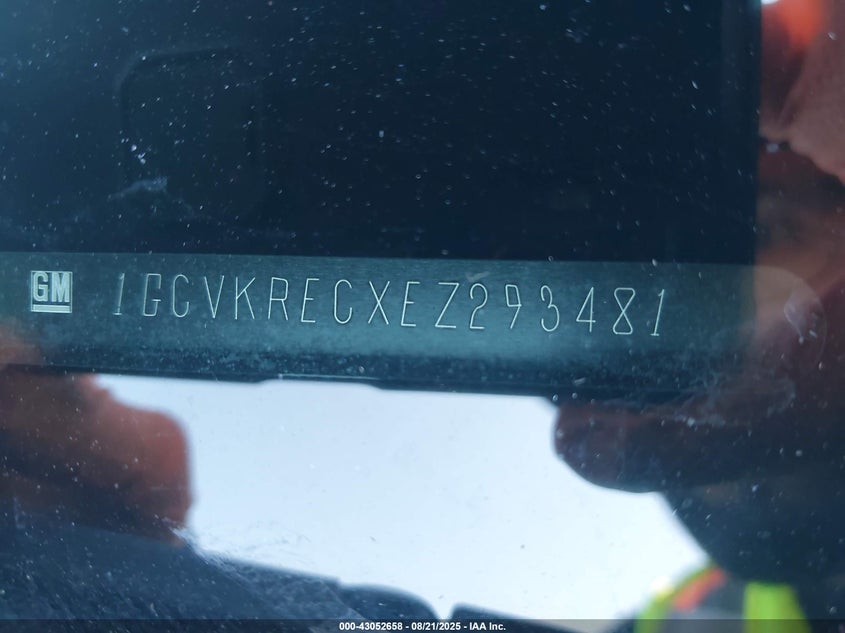 GM 1GCVKRECXEZ293481
000-43052658 - 08/21/2025 - IAA Inc.